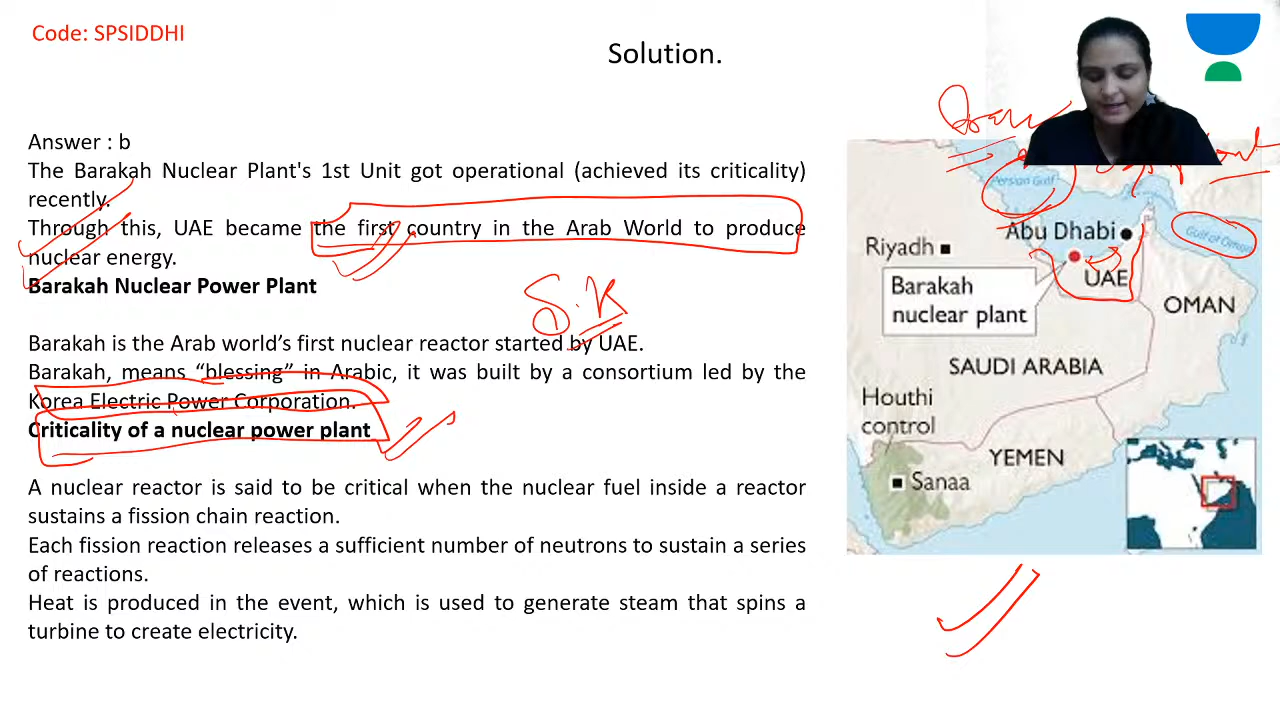 Code: SPSIDDHI
Solution.
Answer : b
The Barakah Nuclear Plant's 1st Unit got operational (achieved its criticality)
recently.
Through this, UAE became the first country in the Arab World to produce
nuclear energy.
Barakah Nuclear Power Plant
S.K
Barakah is the Arab world’s first nuclear reactor started by UAE.
Barakah, means “blessing” in Arabic, it was built by a consortium led by the
Korea Electric Power Corporation.
Criticality of a nuclear power plant
A nuclear reactor is said to be critical when the nuclear fuel inside a reactor
sustains a fission chain reaction.
Each fission reaction releases a sufficient number of neutrons to sustain a series
of reactions.
Heat is produced in the event, which is used to generate steam that spins a
turbine to create electricity.
Persian Gulf
Abu Dhabi
Gulf of Oman
Riyadh
UAE
Barakah
nuclear plant
OMAN
SAUDI ARABIA
Houthi
control
YEMEN
Sanaa